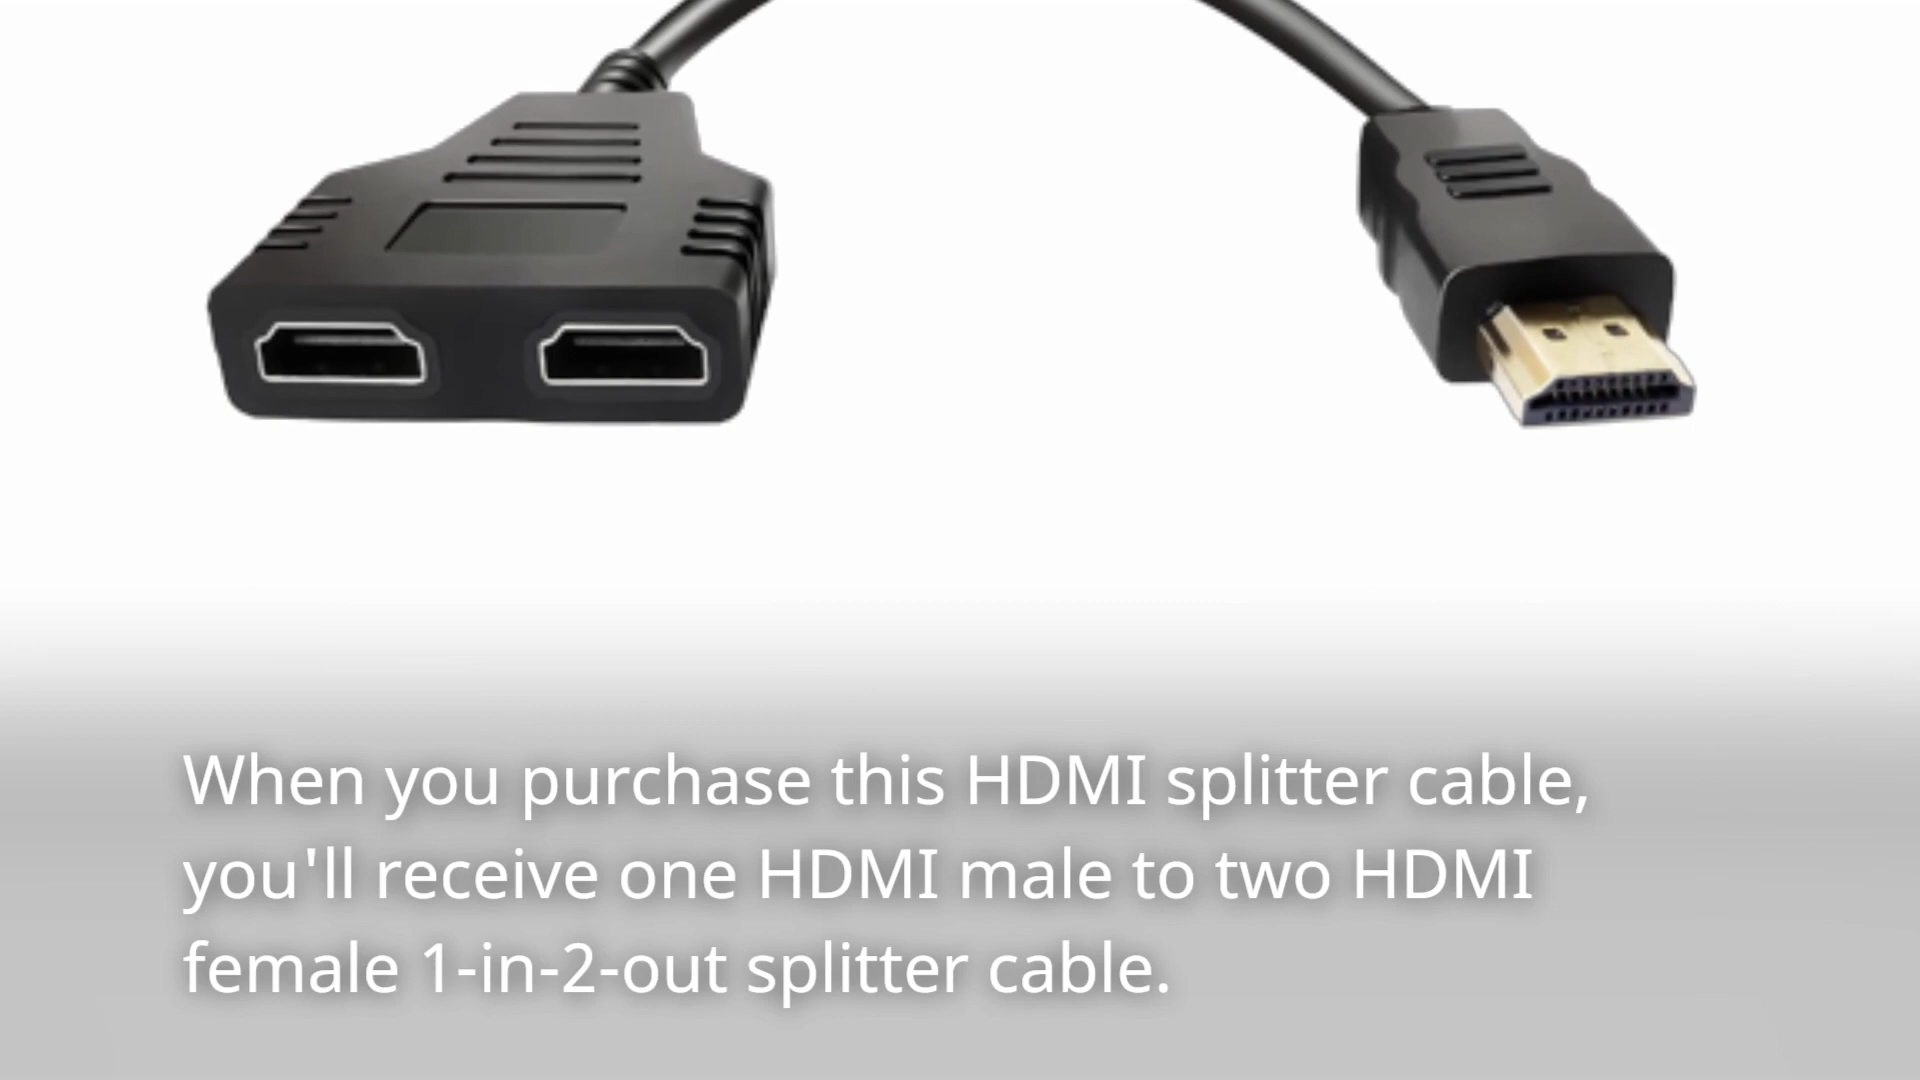 When you purchase this HDMI splitter cable,
you'll receive one HDMI male to two HDMI
female 1-in-2-out splitter cable.